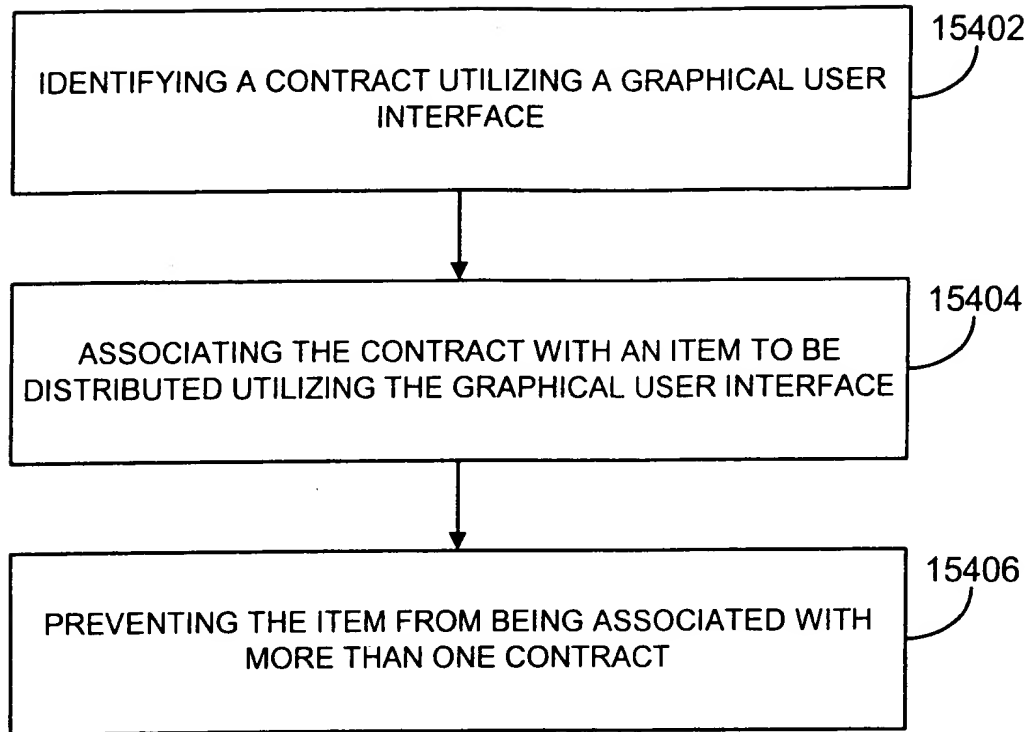 15402
IDENTIFYING A CONTRACT UTILIZING A GRAPHICAL USER
INTERFACE
15404
ASSOCIATING THE CONTRACT WITH AN ITEM TO BE
DISTRIBUTED UTILIZING THE GRAPHICAL USER INTERFACE
15406
PREVENTING THE ITEM FROM BEING ASSOCIATED WITH
MORE THAN ONE CONTRACT